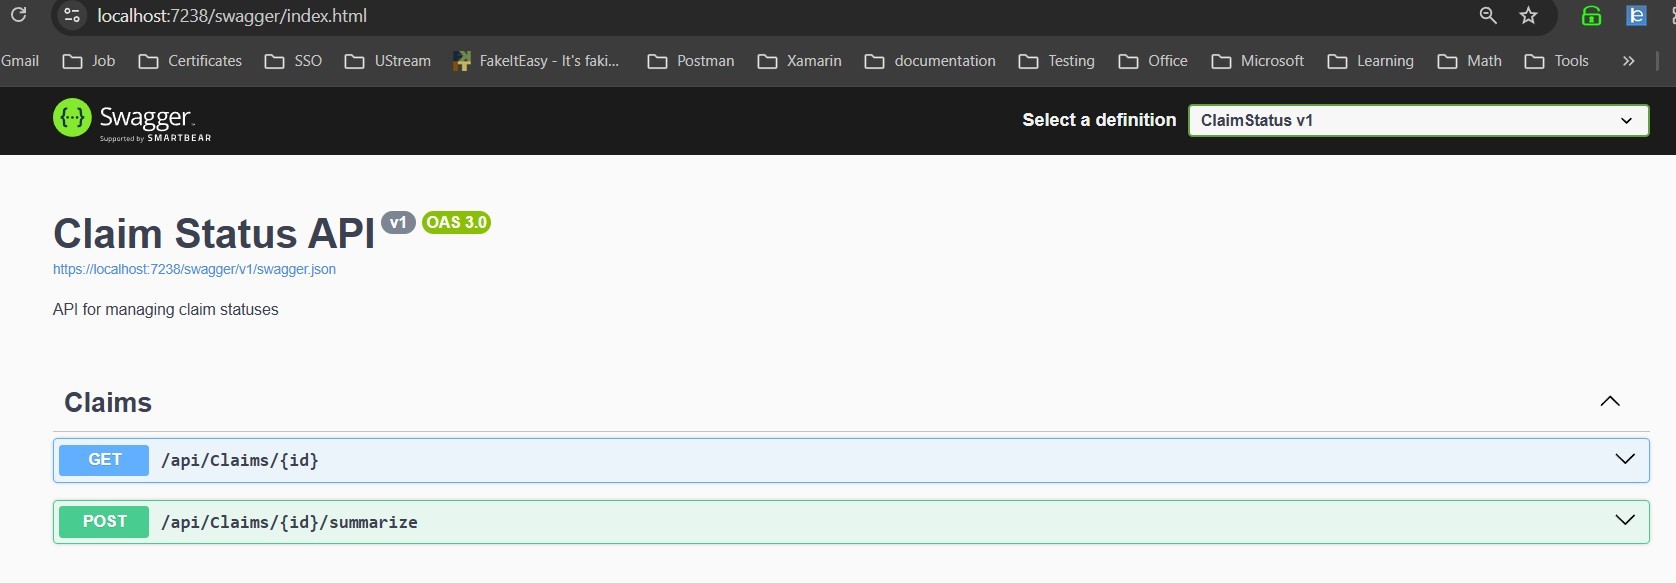 localhost:7238/swagger/index.html
Gmail Job Certificates SSO UStream FakeItEasy - It's faki... Postman Xamarin documentation Testing Office Microsoft Learning Math Tools »
{···} Swagger™ Select a definition ClaimStatus v1
Supported by SMARTBEAR
Claim Status API v1 OAS 3.0
https://localhost:7238/swagger/v1/swagger.json
API for managing claim statuses
Claims
GET /api/Claims/{id}
POST /api/Claims/{id}/summarize